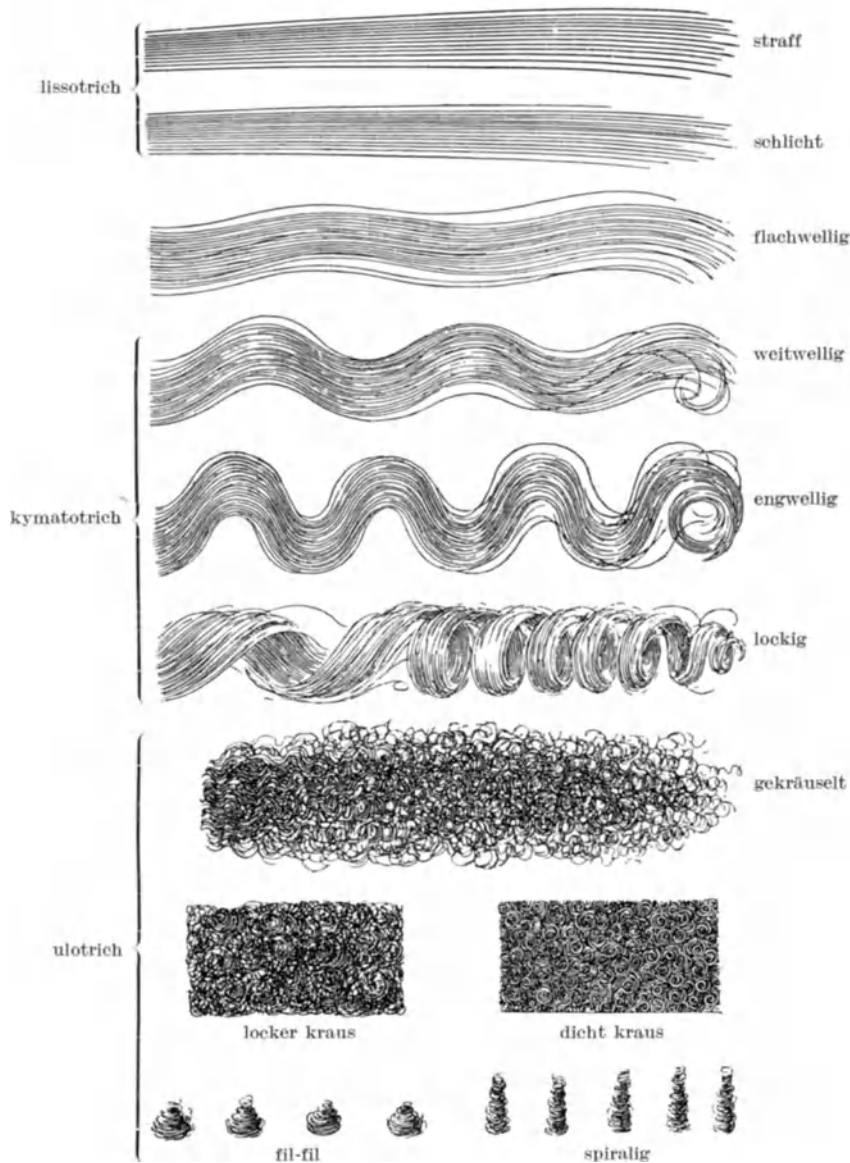 lissotrich
straff
schlicht
flachwellig
kymatotrich
weitwellig
engwellig
lockig
ulotrich
gekräuselt
locker kraus
dicht kraus
fil-fil
spiralig